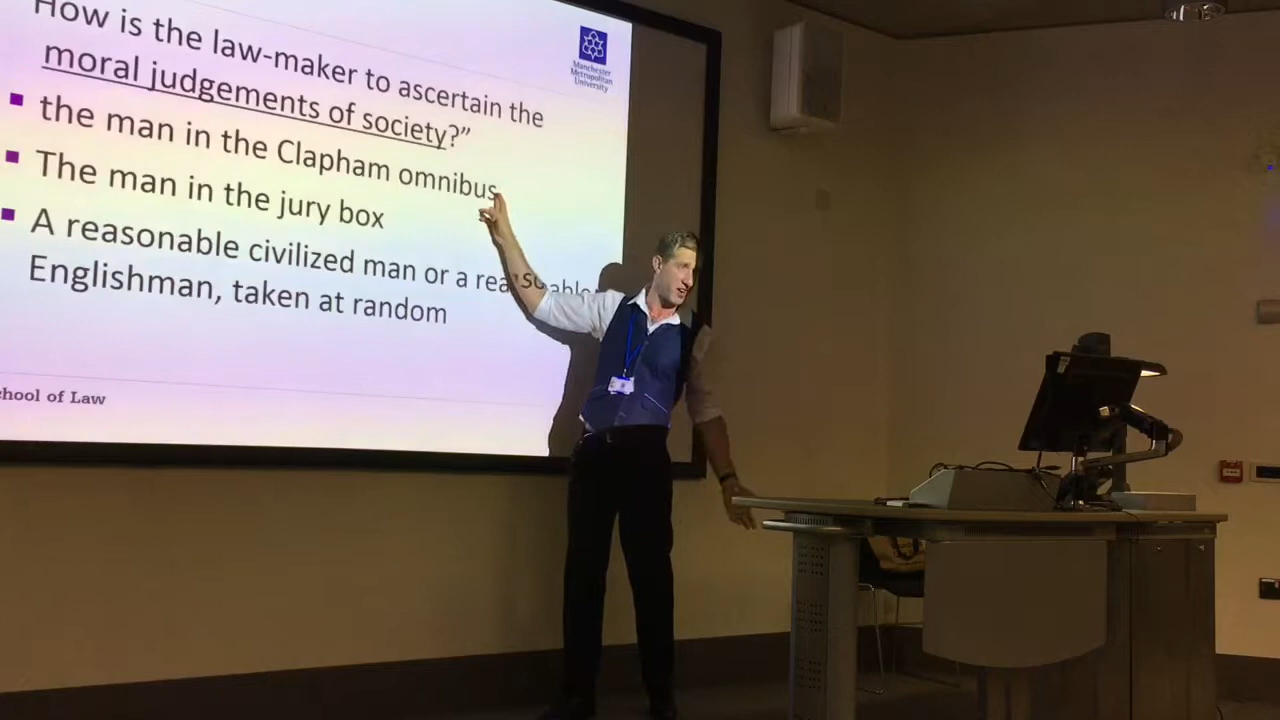 How is the law-maker to ascertain the
moral judgements of society?"
the man in the Clapham omnibus
The man in the jury box
A reasonable civilized man or a reasonable
Englishman, taken at random
Manchester
Metropolitan
University
School of Law